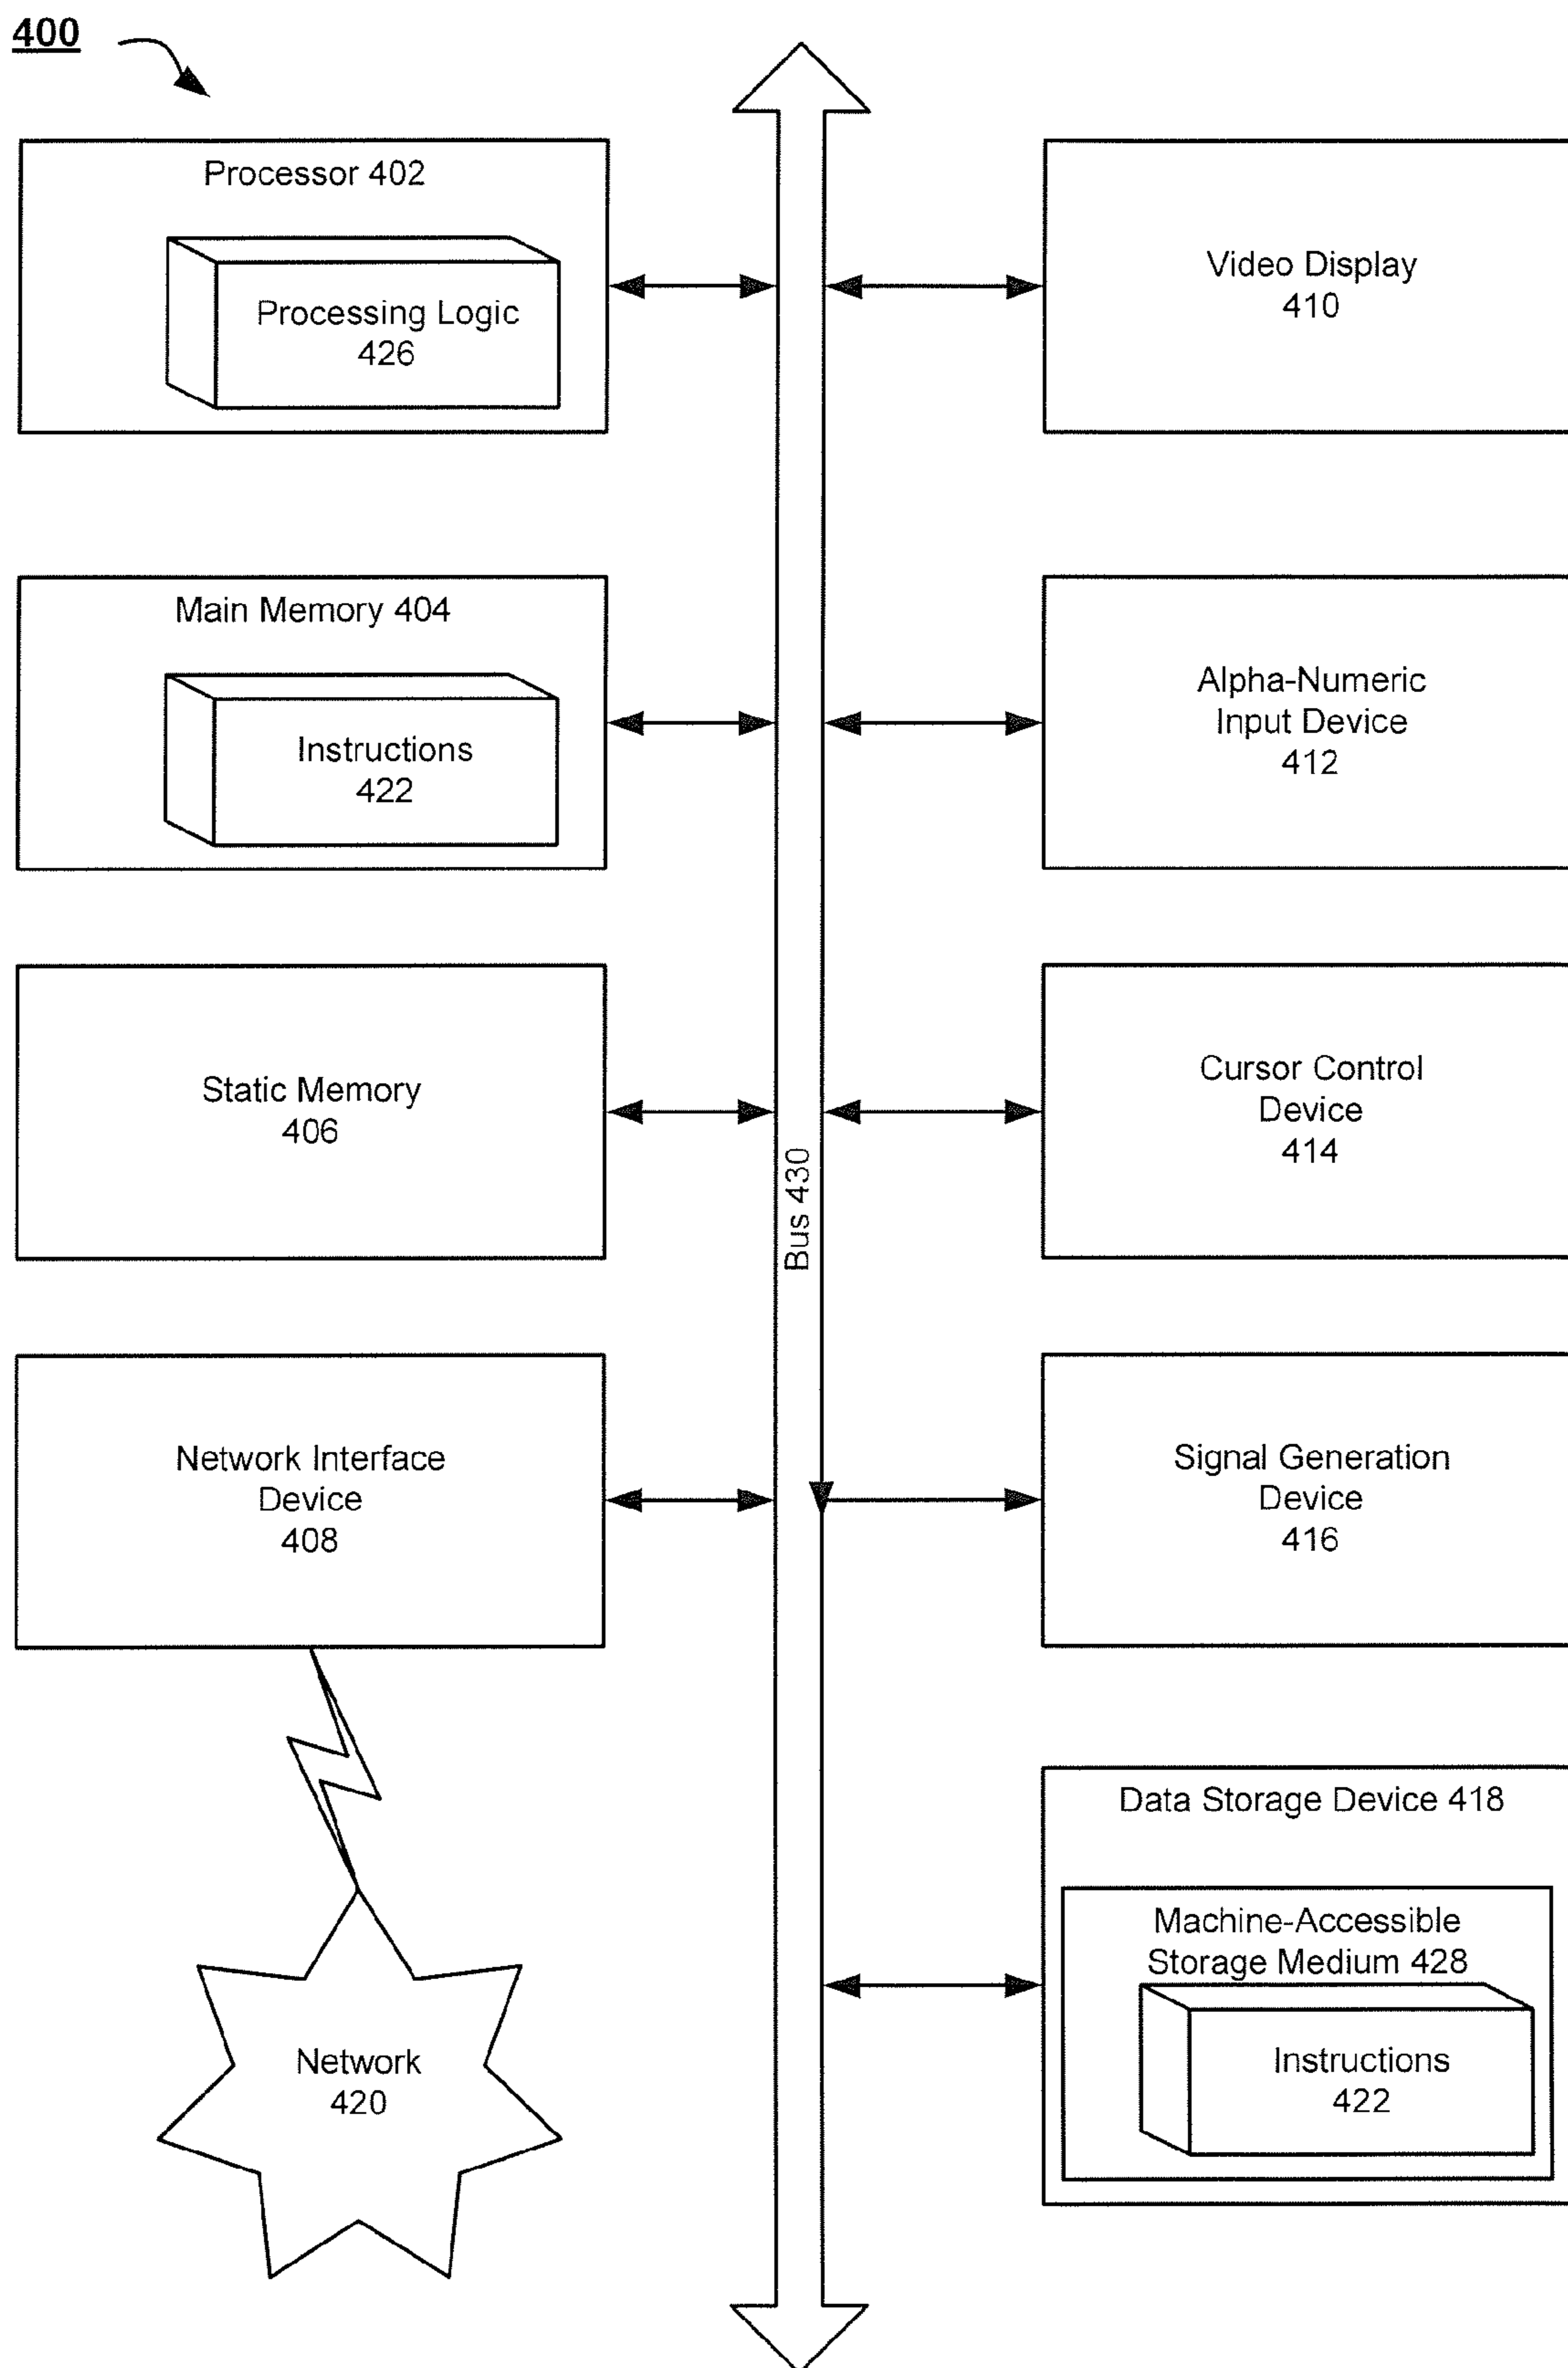 400
Processor 402
Processing Logic
426
Video Display
410
Main Memory 404
Instructions
422
Alpha-Numeric
Input Device
412
Static Memory
406
Cursor Control
Device
414
Bus 430
Network Interface
Device
408
Signal Generation
Device
416
Data Storage Device 418
Machine-Accessible
Storage Medium 428
Instructions
422
Network
420